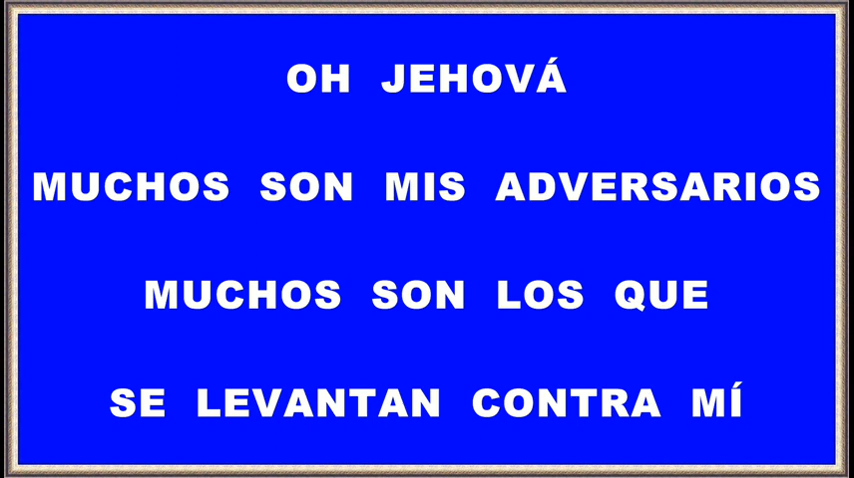 OH JEHOVÁ
MUCHOS SON MIS ADVERSARIOS
MUCHOS SON LOS QUE
SE LEVANTAN CONTRA MÍ